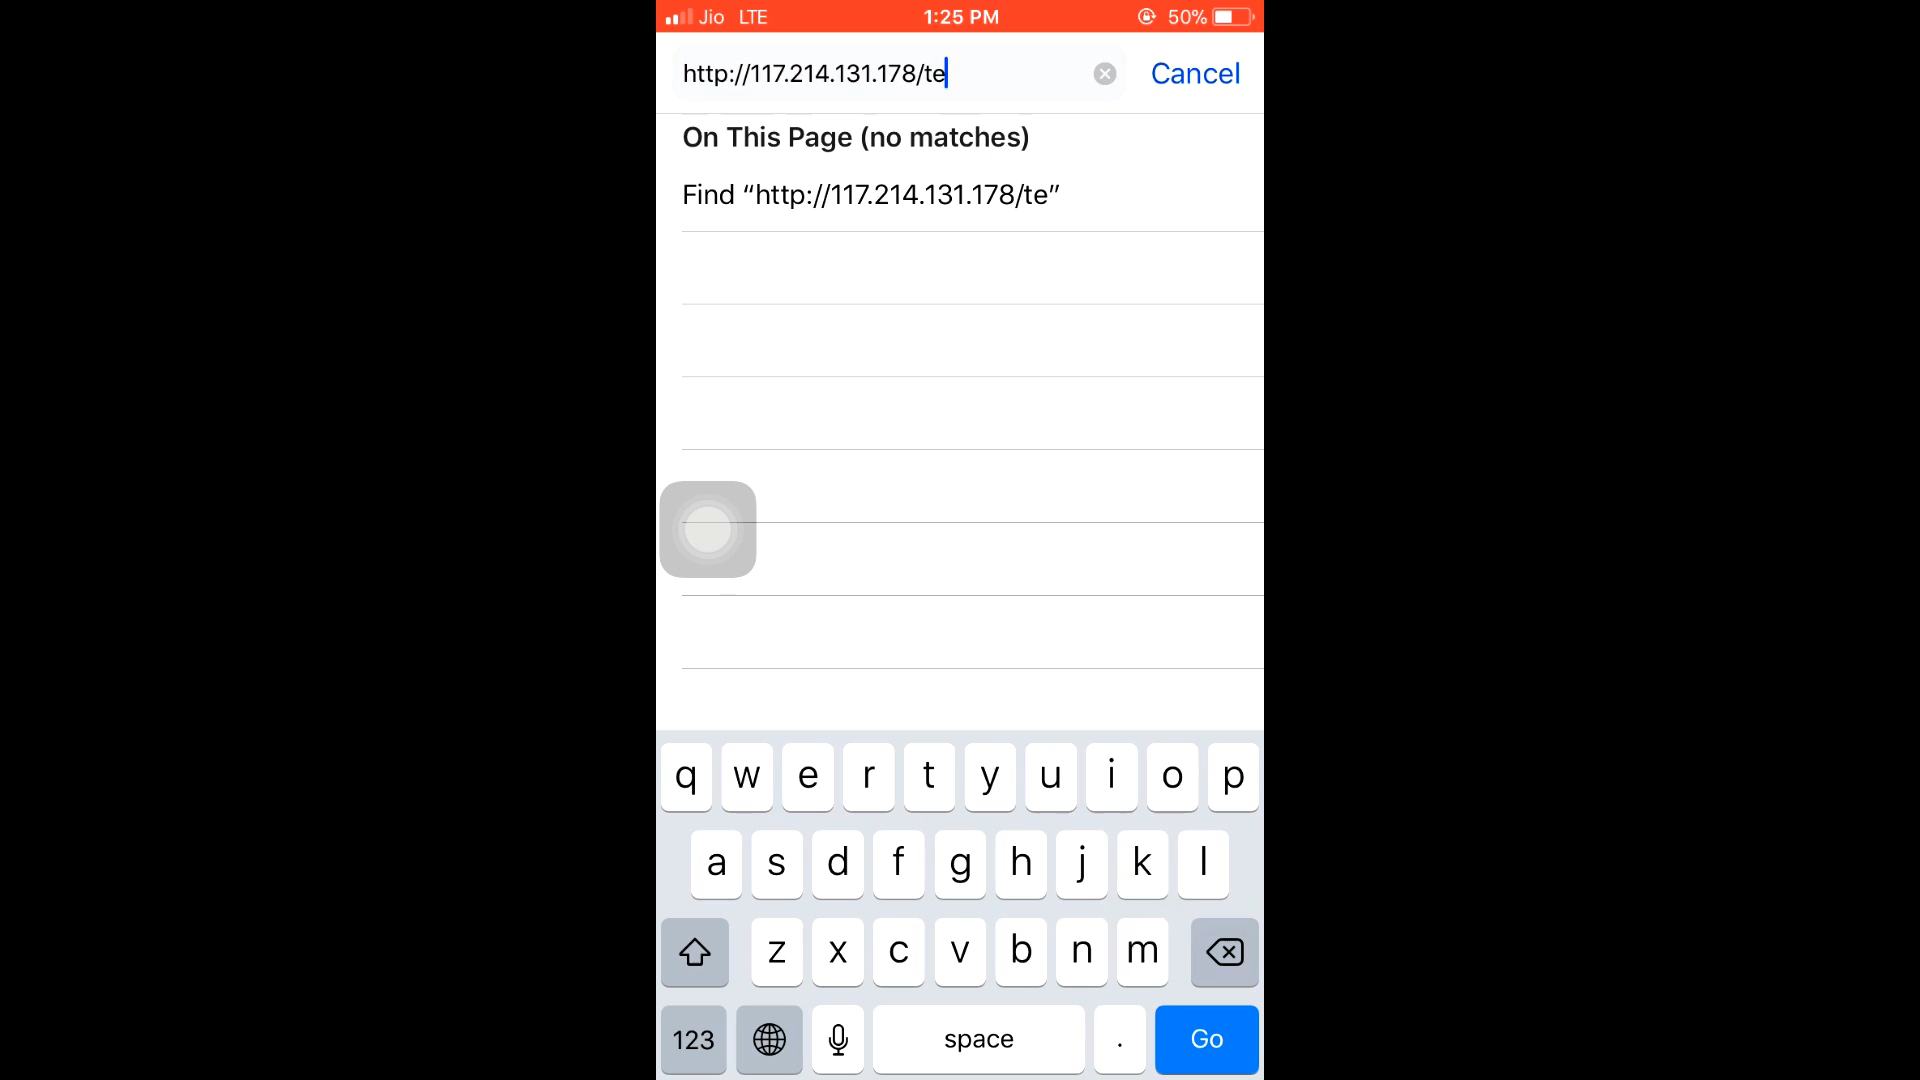 Jio LTE 1:25 PM 50%
http://117.214.131.178/te Cancel
On This Page (no matches)
Find “http://117.214.131.178/te”
q w e r t y u i o p
a s d f g h j k l
z x c v b n m
123 space . Go